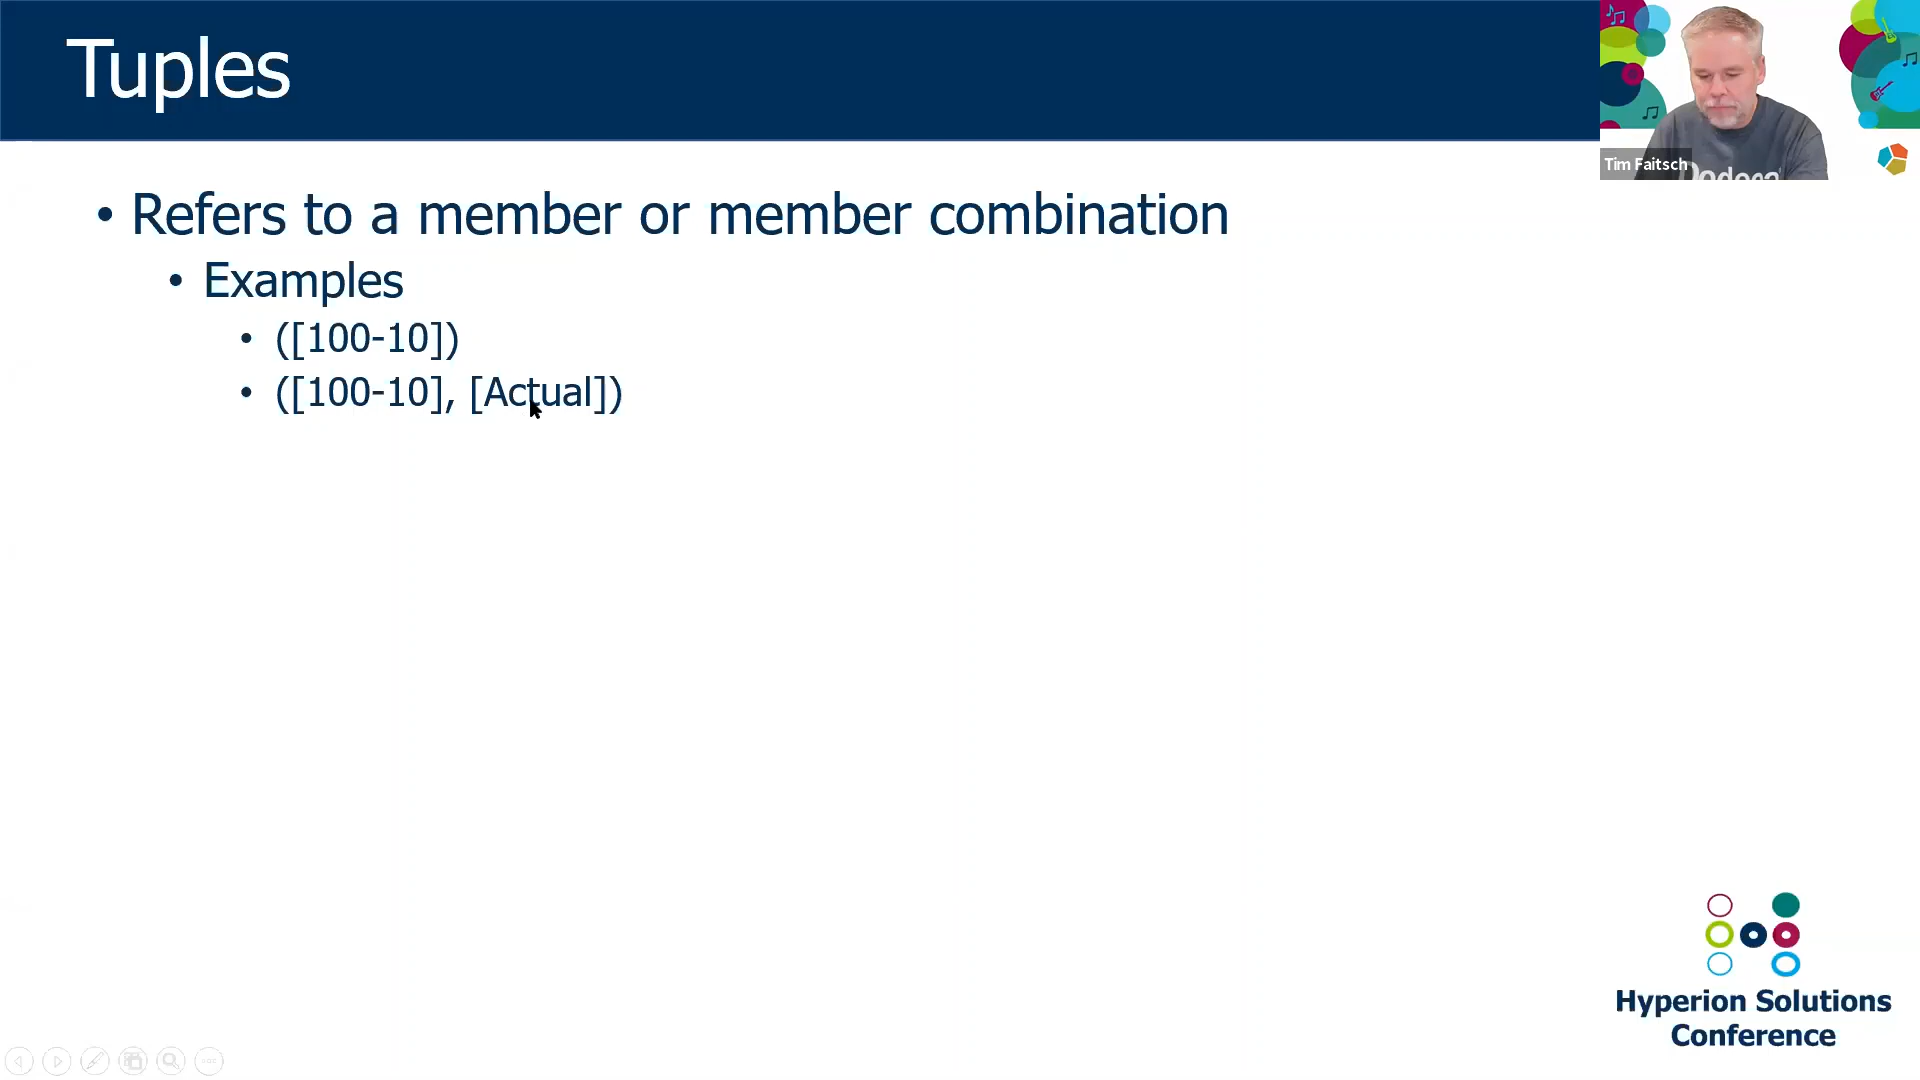 Tuples
Tim Faitsch
• Refers to a member or member combination
• Examples
• ([100-10])
• ([100-10], [Actual])
Hyperion Solutions
Conference